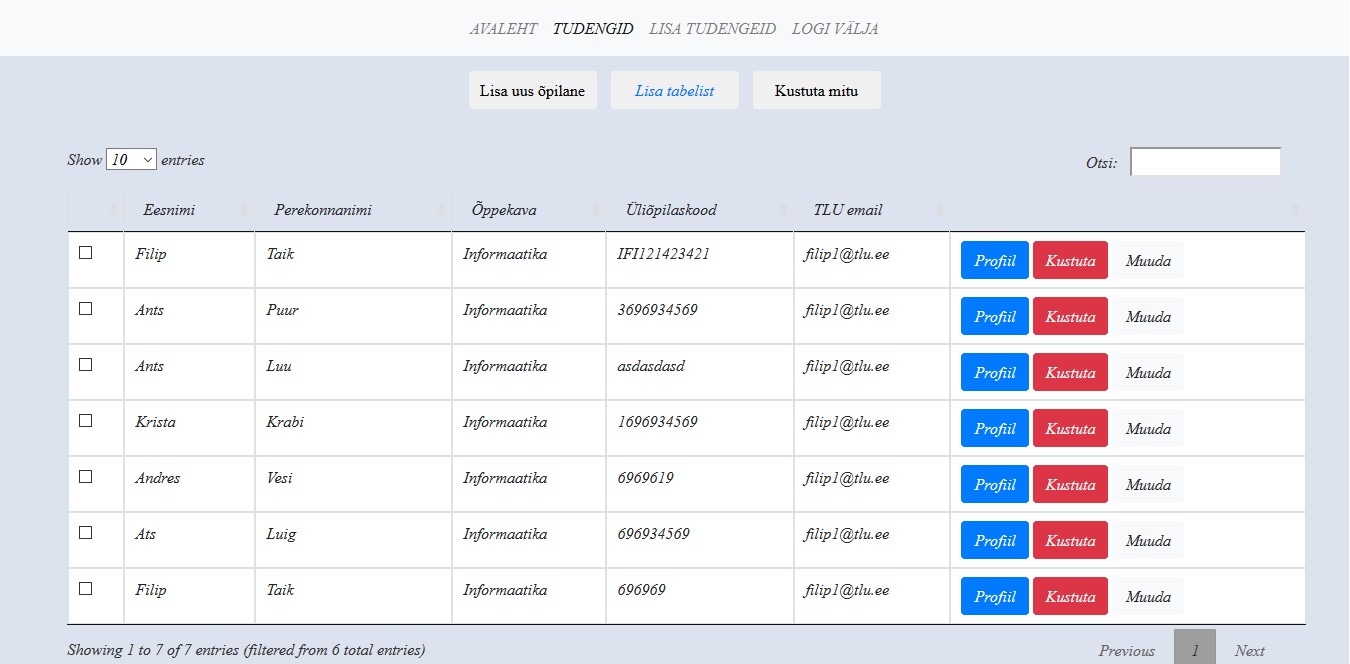 AVALEHT TUDENGID LISA TUDENGEID LOGI VÄLJA
Lisa uus õpilane Lisa tabelist Kustuta mitu
Show 10 entries Otsi:
Eesnimi Perekonnanimi Õppekava Üliõpilaskood TLU email
Filip Taik Informaatika IFI121423421 filip1@tlu.ee Profiil Kustuta Muuda
Ants Puur Informaatika 3696934569 filip1@tlu.ee Profiil Kustuta Muuda
Ants Luu Informaatika asdasdasd filip1@tlu.ee Profiil Kustuta Muuda
Krista Krabi Informaatika 1696934569 filip1@tlu.ee Profiil Kustuta Muuda
Andres Vesi Informaatika 6969619 filip1@tlu.ee Profiil Kustuta Muuda
Ats Luig Informaatika 696934569 filip1@tlu.ee Profiil Kustuta Muuda
Filip Taik Informaatika 696969 filip1@tlu.ee Profiil Kustuta Muuda
Showing 1 to 7 of 7 entries (filtered from 6 total entries) Previous 1 Next